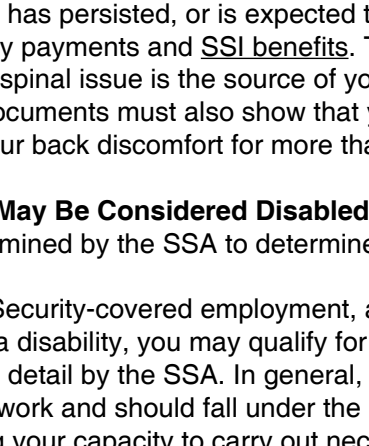 has persisted, or is expected t
y payments and SSI benefits. T
spinal issue is the source of yo
ocuments must also show that y
ur back discomfort for more tha
May Be Considered Disabled
rmined by the SSA to determine
Security-covered employment, a
a disability, you may qualify for
detail by the SSA. In general,
work and should fall under the
g your capacity to carry out nec